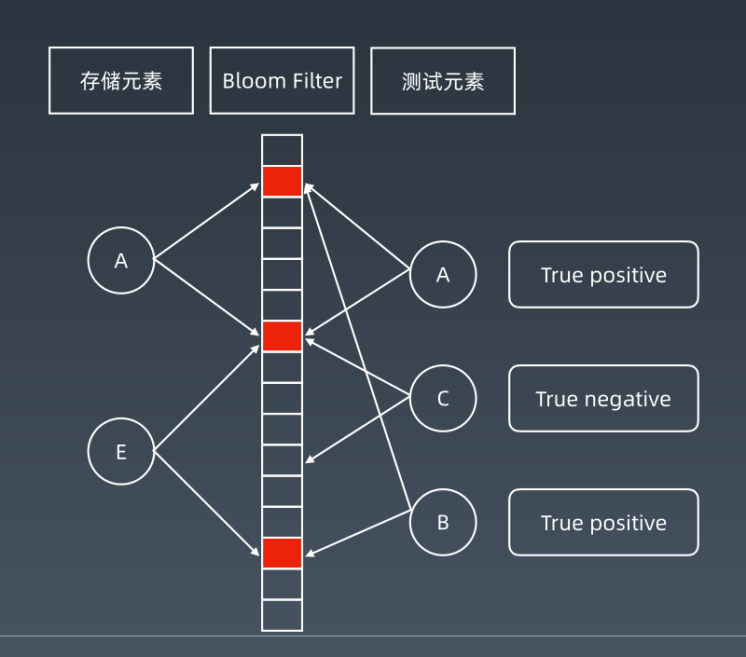 存储元素
Bloom Filter
测试元素
A
A
True positive
C
True negative
E
B
True positive